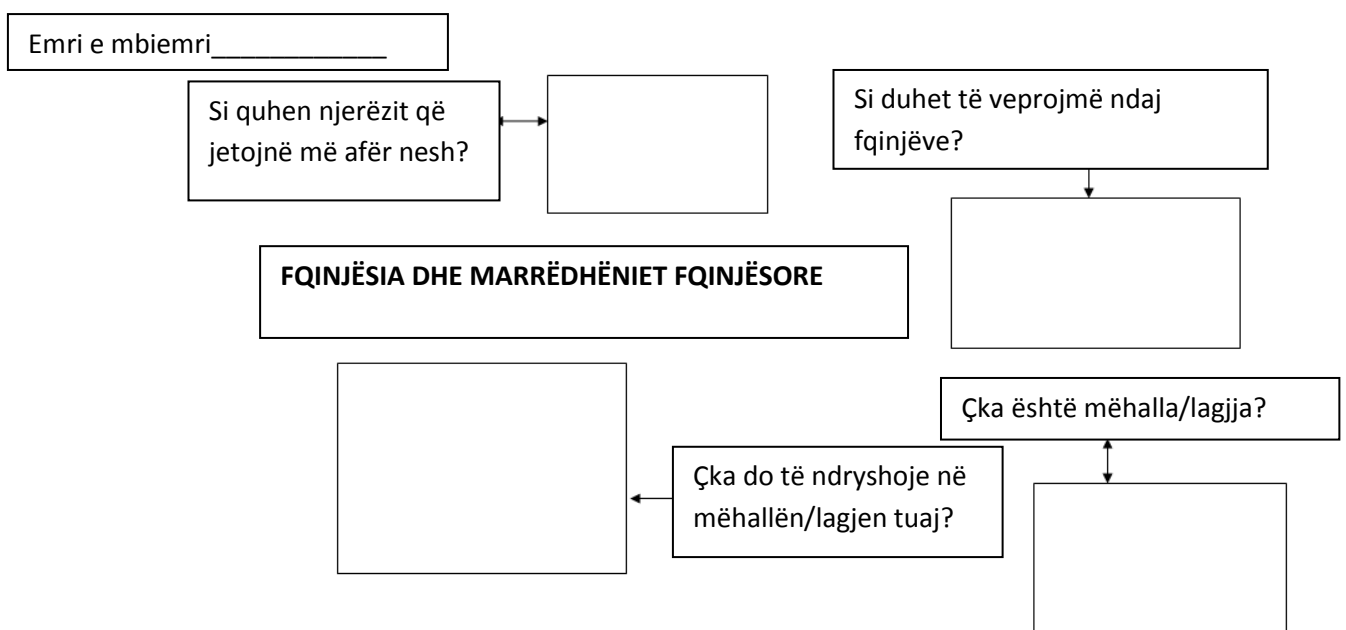 Emri e mbiemri____________
Si quhen njerëzit që
jetojnë më afër nesh?
Si duhet të veprojmë ndaj
fqinjëve?
FQINJËSIA DHE MARRËDHËNIET FQINJËSORE
Çka është mëhalla/lagjja?
Çka do të ndryshoje në
mëhallën/lagjen tuaj?